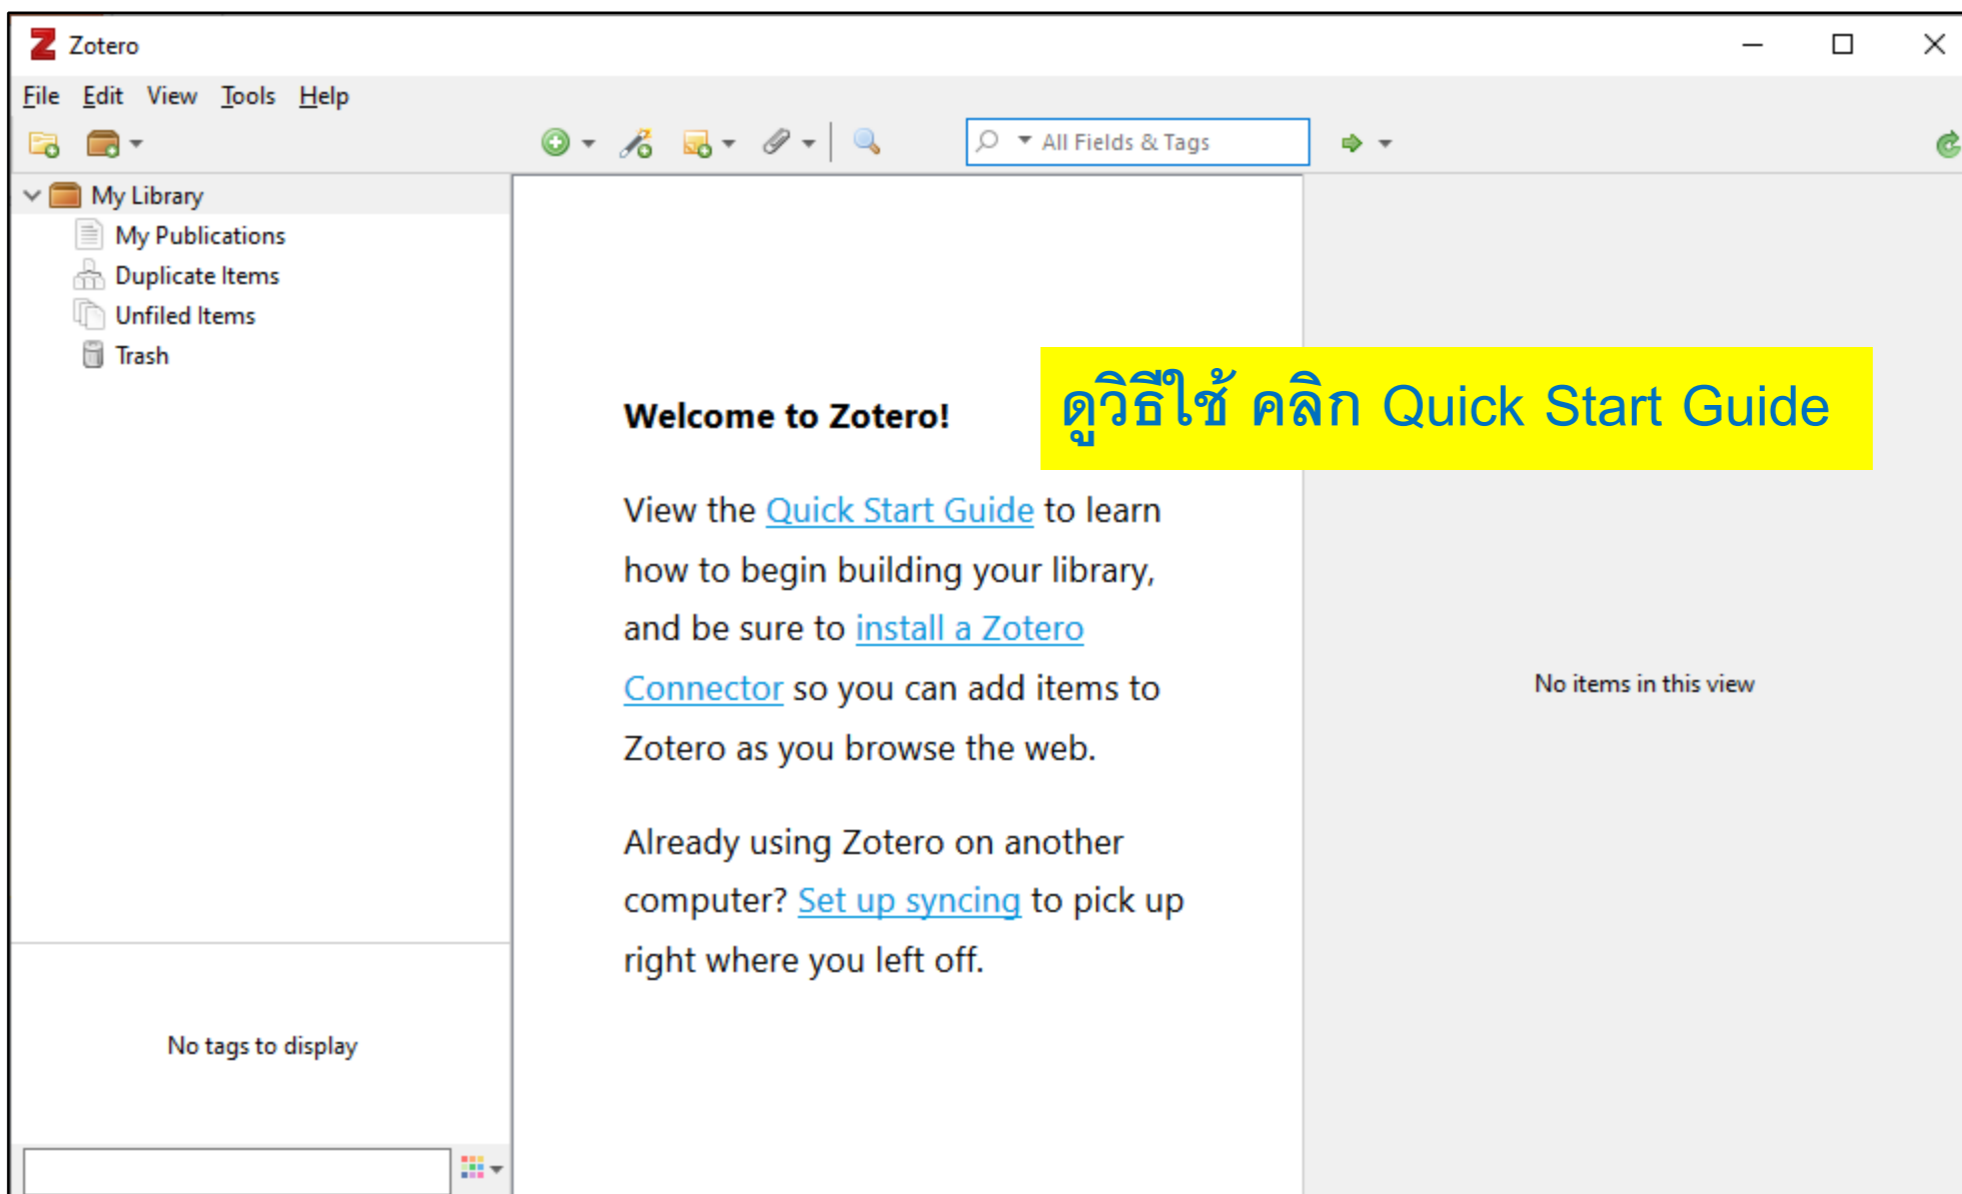 Zotero
File Edit View Tools Help
All Fields & Tags
My Library
My Publications
Duplicate Items
Unfiled Items
Trash
ดูวิธีใช้ คลิก Quick Start Guide
Welcome to Zotero!
View the Quick Start Guide to learn
how to begin building your library,
and be sure to install a Zotero
Connector so you can add items to
Zotero as you browse the web.
Already using Zotero on another
computer? Set up syncing to pick up
right where you left off.
No items in this view
No tags to display